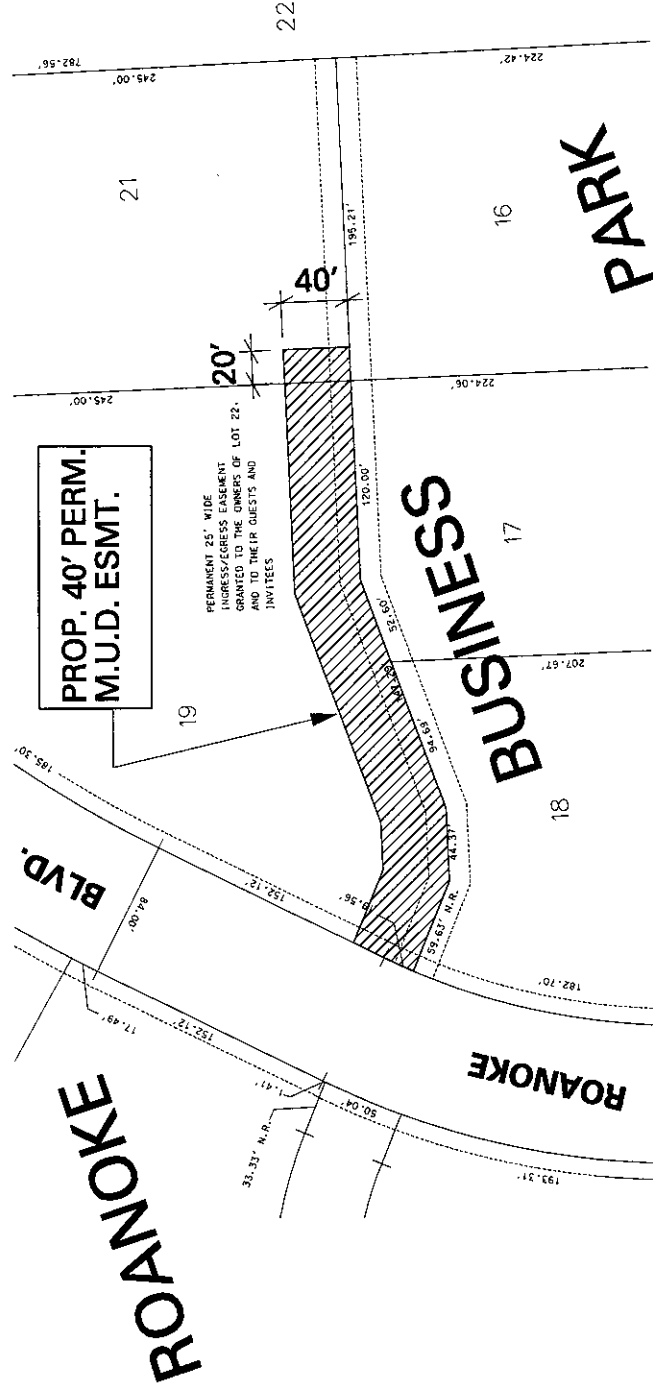 22
782.56'
245.00'
224.42'
21
16
PARK
195.21'
40'
20'
245.00'
224.06'
PROP. 40' PERM.
M.U.D. ESMT.
PERMANENT 25' WIDE
INGRESS/EGRESS EASEMENT
GRANTED TO THE OWNERS OF LOT 22,
AND TO THEIR GUESTS AND
INVITEES
120.00'
17
BUSINESS
52.60'
207.67'
19
94.69'
18
44.37
185.30'
BLVD.
84.00'
152.12'
59.63' N.R.
182.70'
17.49'
152.12'
ROANOKE
1.41'
50.04'
33.33' N.R.
193.31'
ROANOKE